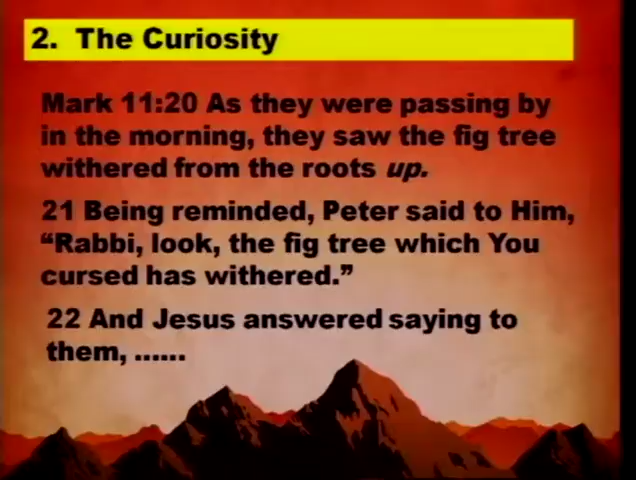 2. The Curiosity
Mark 11:20 As they were passing by
in the morning, they saw the fig tree
withered from the roots up.
21 Being reminded, Peter said to Him,
“Rabbi, look, the fig tree which You
cursed has withered.”
22 And Jesus answered saying to
them, ......